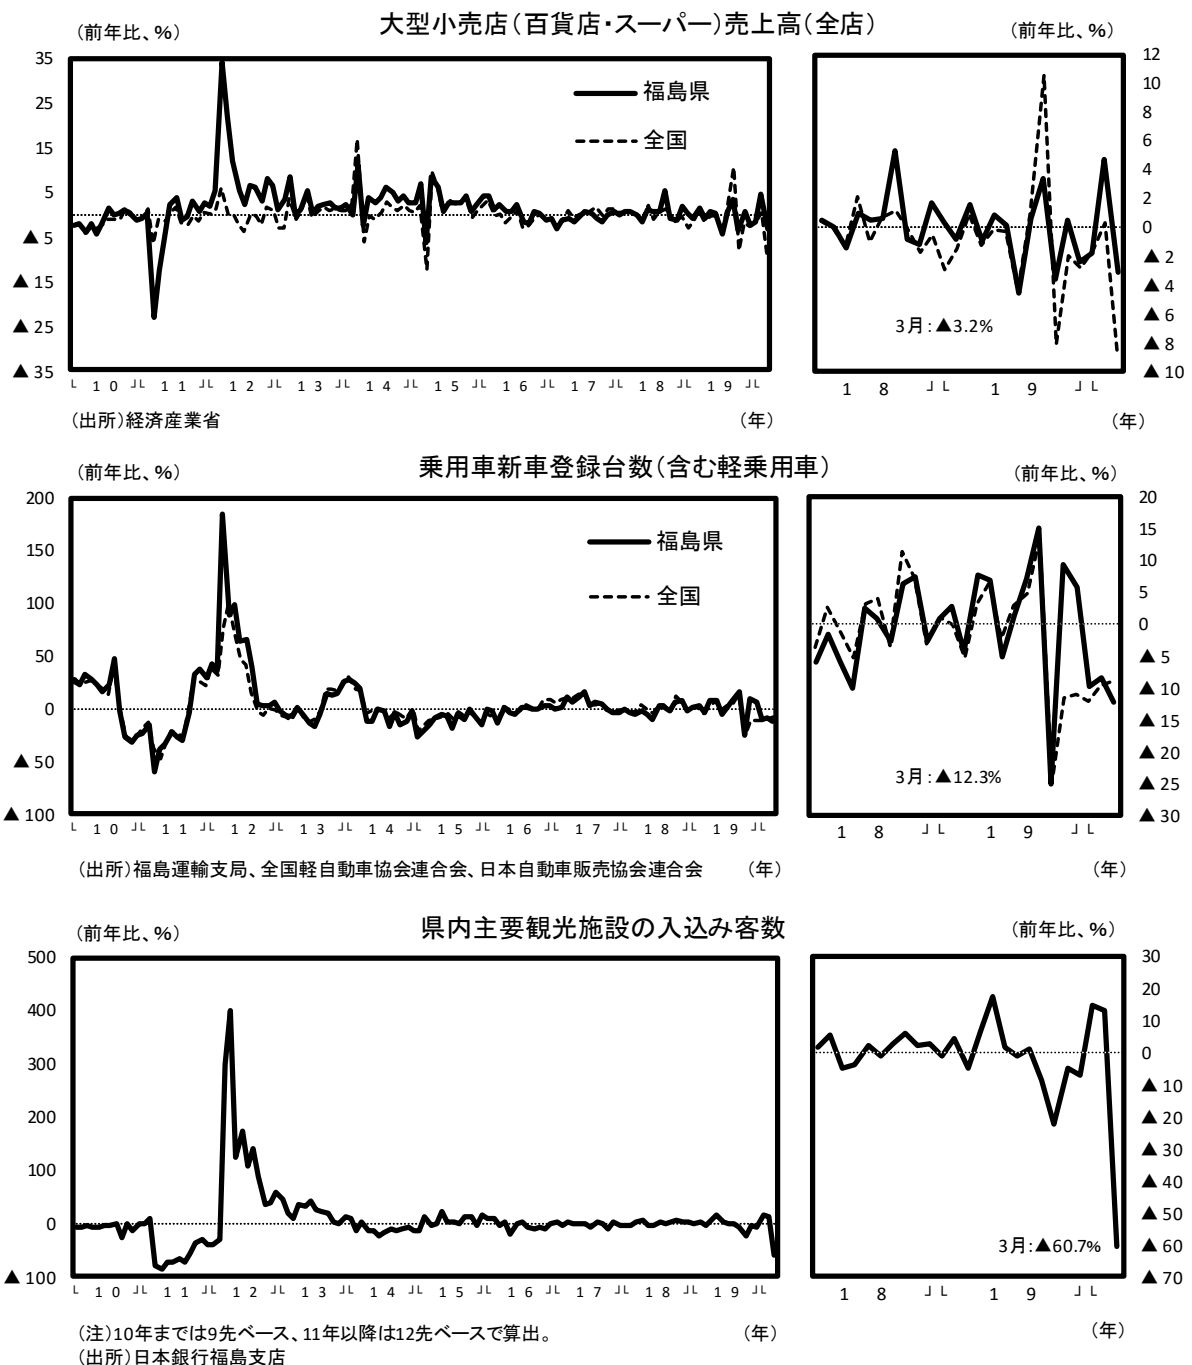 大型小売店(百貨店・スーパー)売上高(全店)
(前年比、%)
(前年比、%)
35
25
15
5
▲ 5
▲ 15
▲ 25
▲ 35
福島県
全国
12
10
8
6
4
2
0
▲ 2
▲ 4
▲ 6
▲ 8
▲ 10
3月:▲3.2%
10 11 12 13 14 15 16 17 18 19
18 19
(出所)経済産業省
(年)
(年)
乗用車新車登録台数(含む軽乗用車)
(前年比、%)
(前年比、%)
200
150
100
50
0
▲ 50
▲ 100
福島県
全国
20
15
10
5
0
▲ 5
▲ 10
▲ 15
▲ 20
▲ 25
▲ 30
3月:▲12.3%
10 11 12 13 14 15 16 17 18 19
18 19
(出所)福島運輸支局、全国軽自動車協会連合会、日本自動車販売協会連合会
(年)
(年)
県内主要観光施設の入込み客数
(前年比、%)
(前年比、%)
500
400
300
200
100
0
▲ 100
30
20
10
0
▲ 10
▲ 20
▲ 30
▲ 40
▲ 50
▲ 60
▲ 70
3月:▲60.7%
10 11 12 13 14 15 16 17 18 19
18 19
(注)10年までは9先ベース、11年以降は12先ベースで算出。
(年)
(年)
(出所)日本銀行福島支店